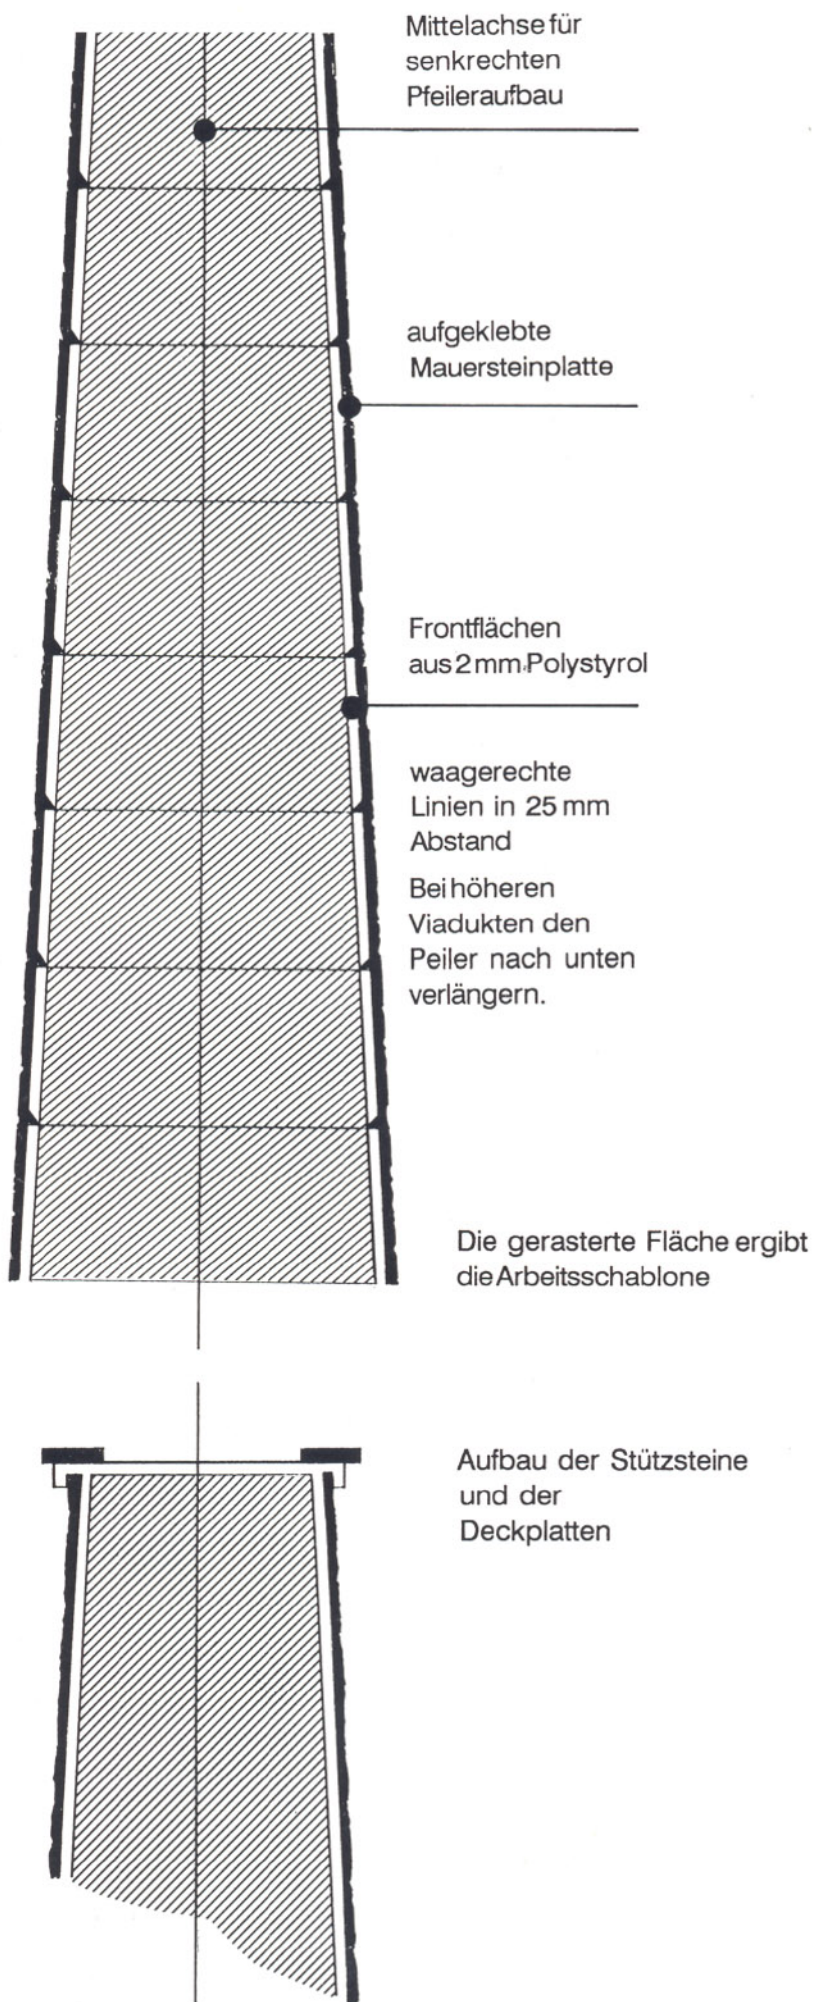 Mittelachse für
senkrechten
Pfeileraufbau
aufgeklebte
Mauersteinplatte
Frontflächen
aus 2 mm Polystyrol
waagerechte
Linien in 25 mm
Abstand
Bei höheren
Viadukten den
Peiler nach unten
verlängern.
Die gerasterte Fläche ergibt
die Arbeitsschablone
Aufbau der Stützsteine
und der
Deckplatten